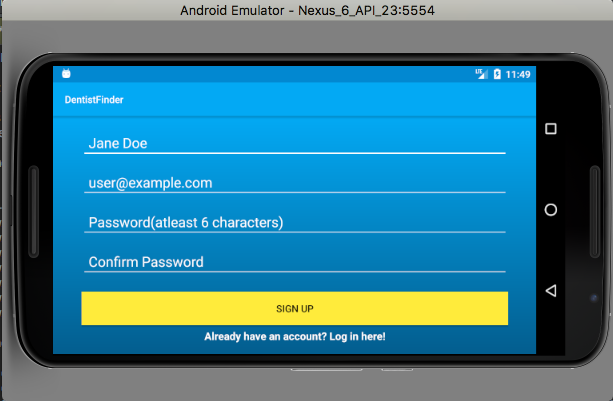 Android Emulator - Nexus_6_API_23:5554
11:49
DentistFinder
Jane Doe
user@example.com
Password(atleast 6 characters)
Confirm Password
SIGN UP
Already have an account? Log in here!